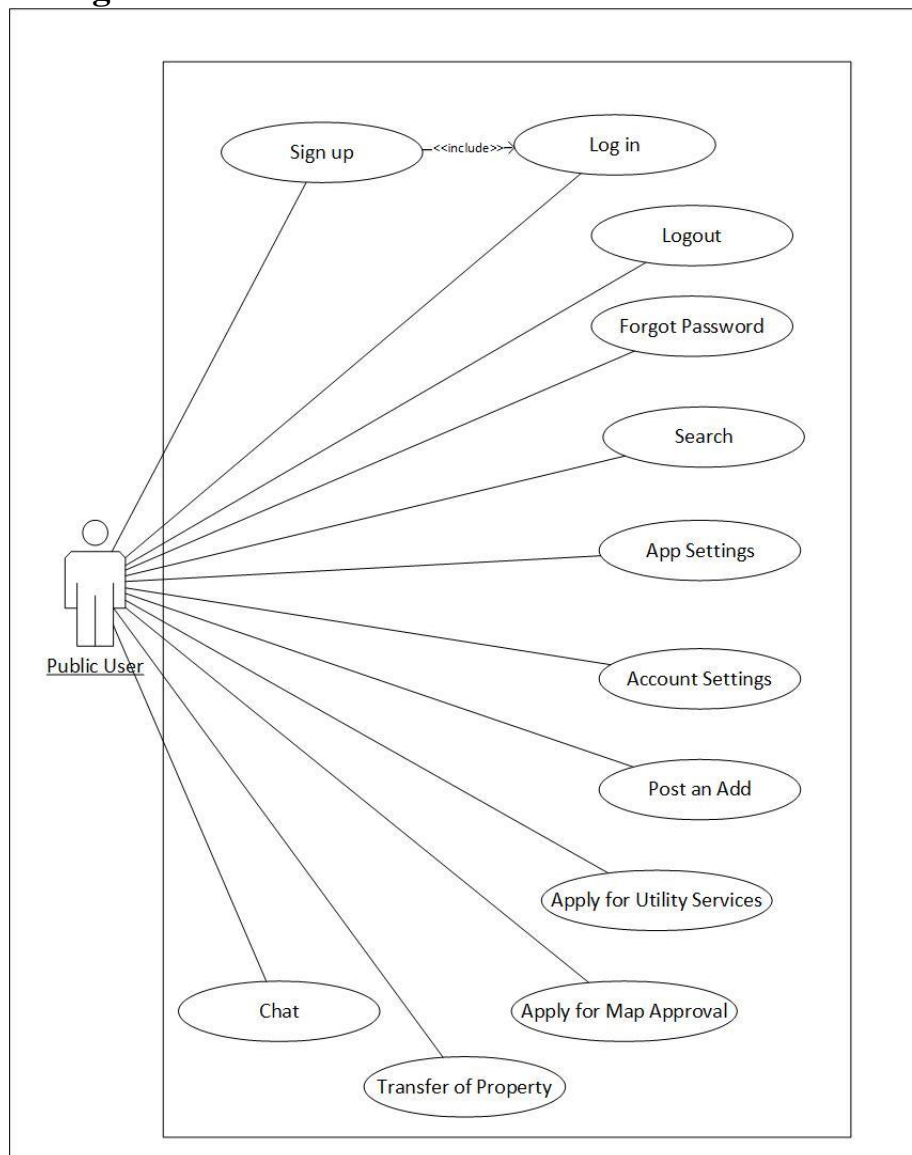 Sign up
<<include>>
Log in
Logout
Forgot Password
Search
App Settings
Public User
Account Settings
Post an Add
Apply for Utility Services
Chat
Apply for Map Approval
Transfer of Property